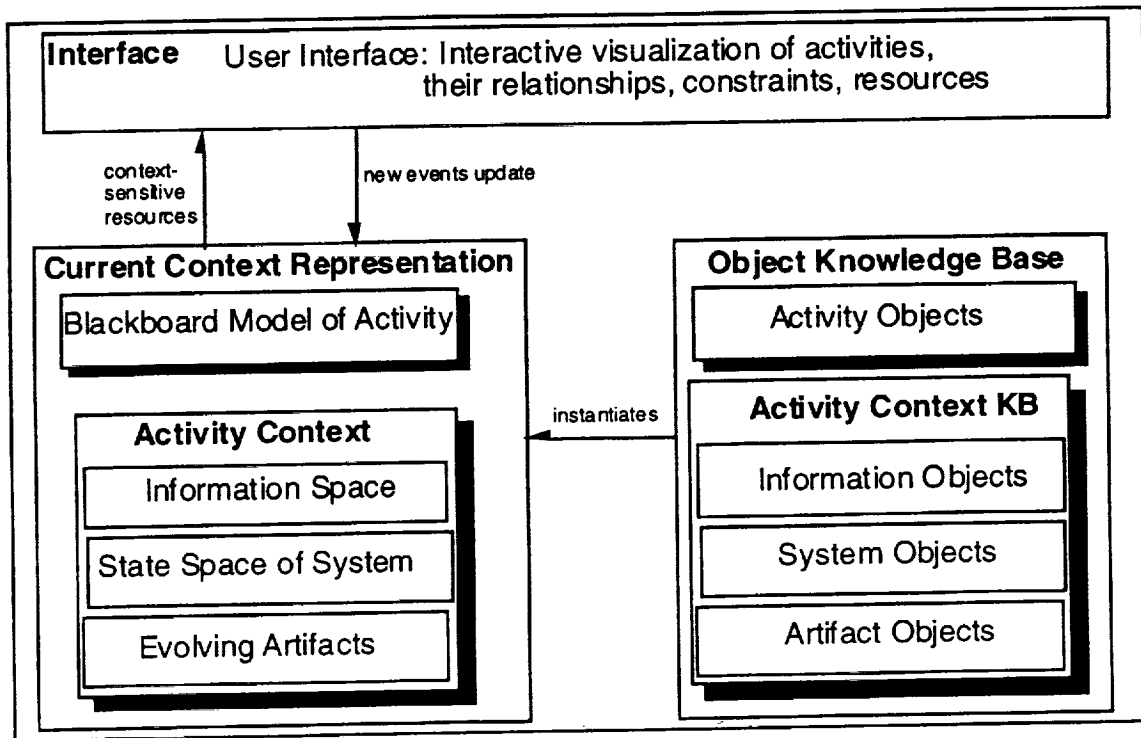 Interface User Interface: Interactive visualization of activities,
their relationships, constraints, resources
context-
sensitive
resources
new events update
Current Context Representation
Blackboard Model of Activity
Activity Context
Information Space
State Space of System
Evolving Artifacts
instantiates
Object Knowledge Base
Activity Objects
Activity Context KB
Information Objects
System Objects
Artifact Objects